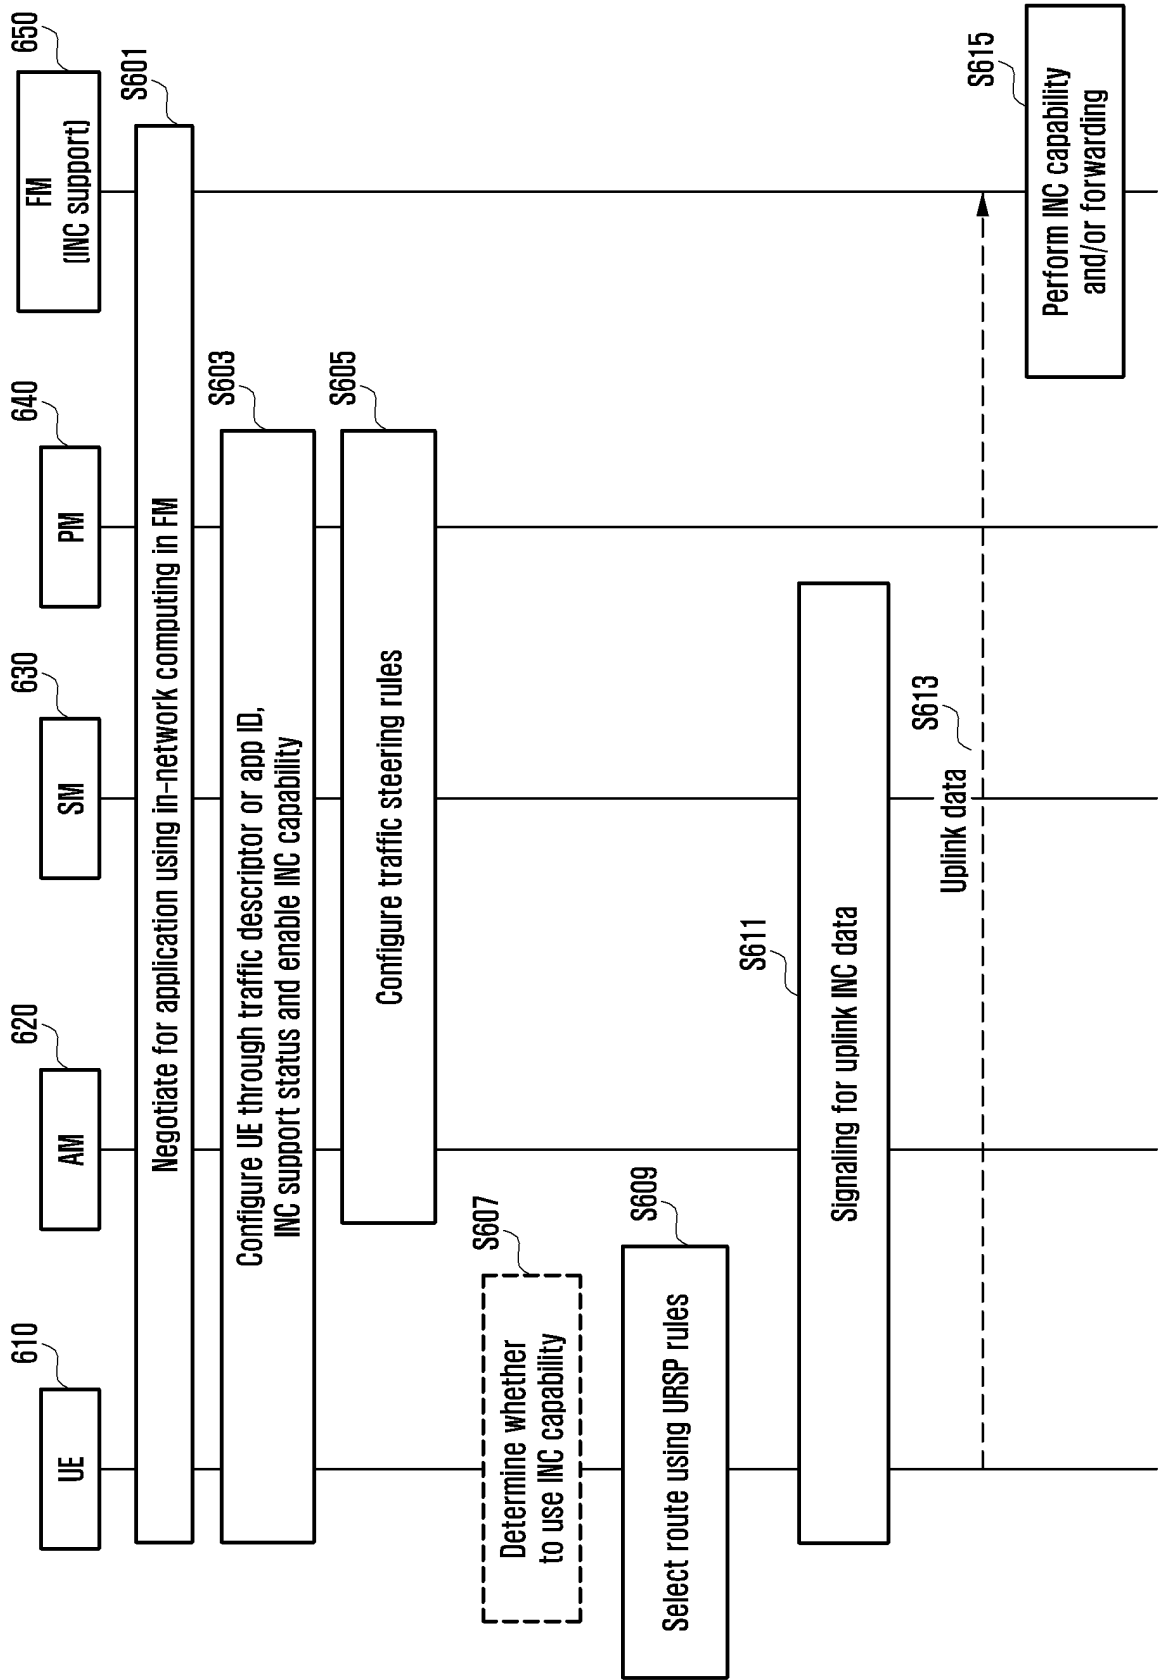 610
620
630
640
650
UE
AM
SM
PM
FM
(INC support)
S601
Negotiate for application using in-network computing in FM
S603
Configure UE through traffic descriptor or app ID,
INC support status and enable INC capability
S605
Configure traffic steering rules
S607
Determine whether
to use INC capability
S609
Select route using URSP rules
S611
Signaling for uplink INC data
S613
Uplink data
S615
Perform INC capability
and/or forwarding